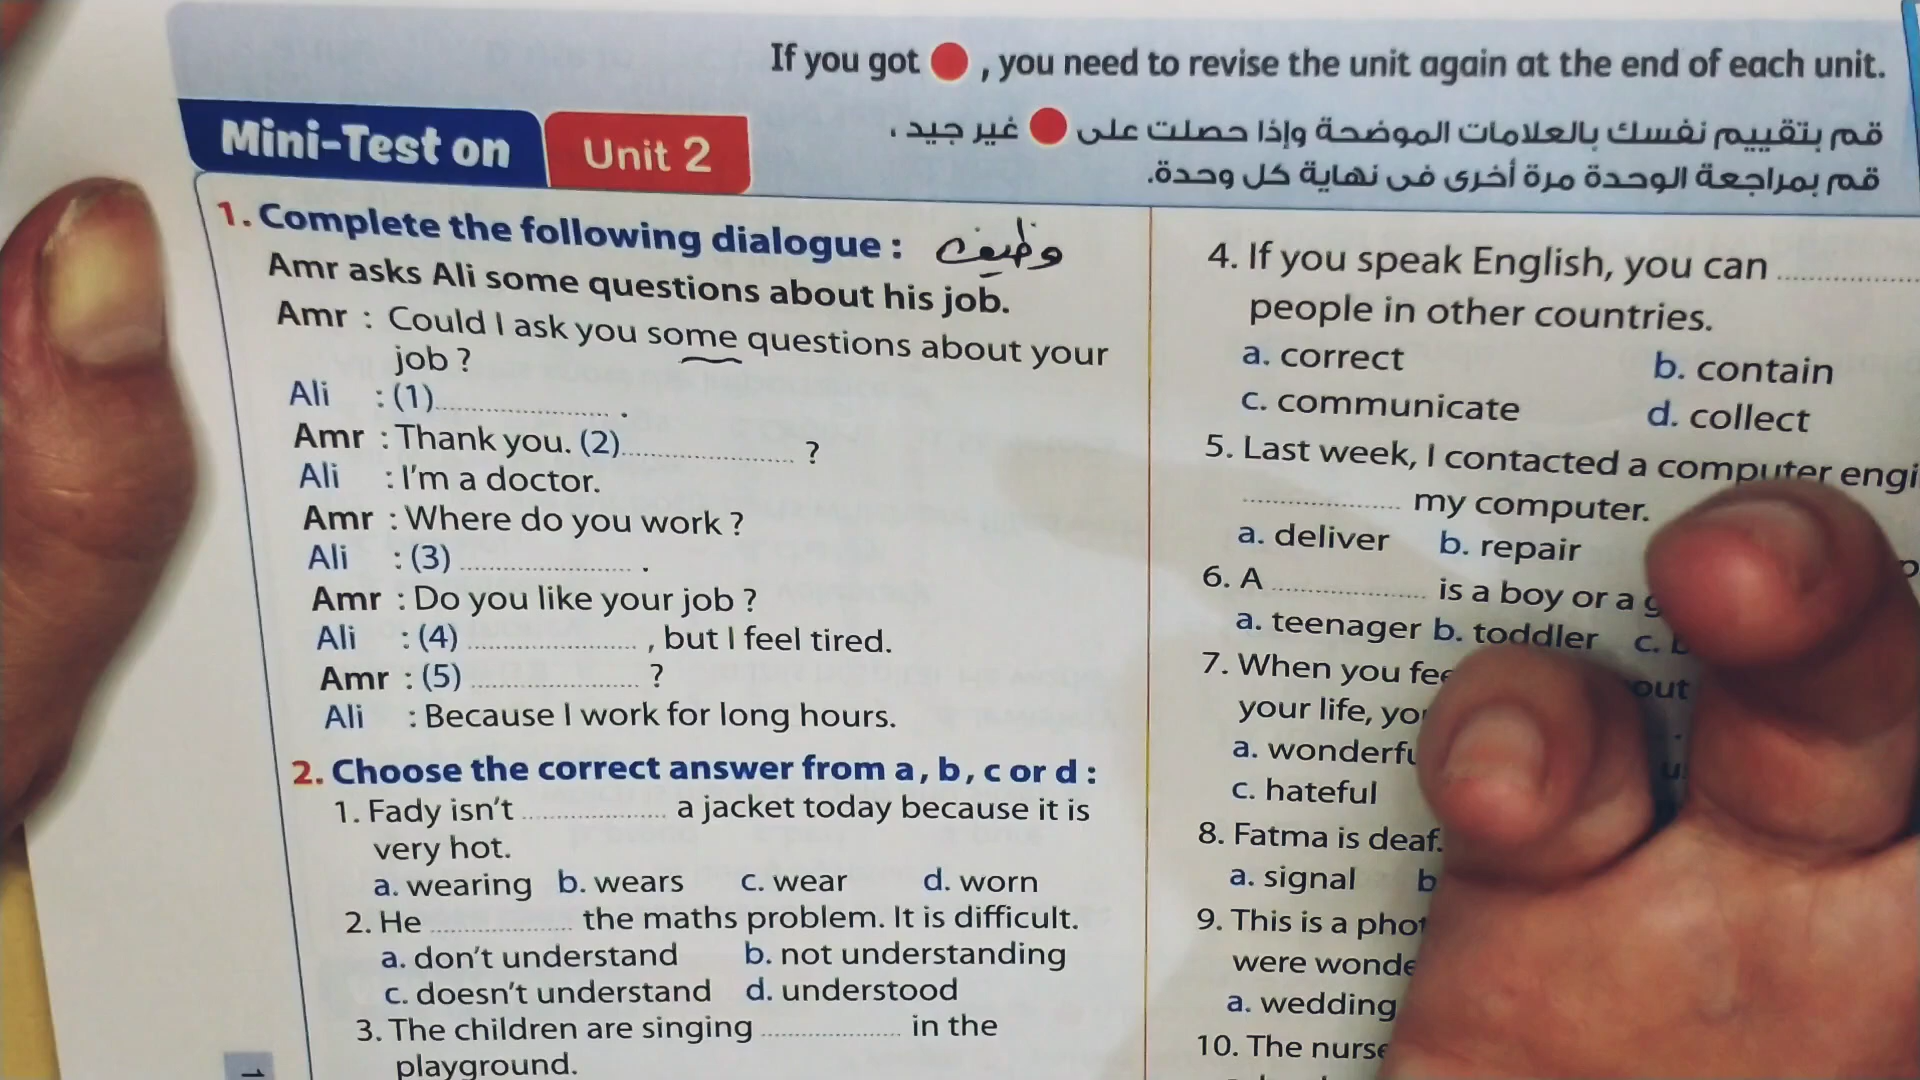 If you got , you need to revise the unit again at the end of each unit.
قم بتقييم نفسك بالعلامات الموضحة وإذا حصلت على غير جيد ،
قم بمراجعة الوحدة مرة أخرى فى نهاية كل وحدة.
Mini-Test on Unit 2
1. Complete the following dialogue :
Amr asks Ali some questions about his job.
Amr : Could I ask you some questions about your
job ?
Ali : (1) .................... .
Amr : Thank you. (2) .................... ?
Ali : I'm a doctor.
Amr : Where do you work ?
Ali : (3) .................... .
Amr : Do you like your job ?
Ali : (4) .................... , but I feel tired.
Amr : (5) .................... ?
Ali : Because I work for long hours.
2. Choose the correct answer from a , b , c or d :
1. Fady isn't .................... a jacket today because it is
very hot.
a. wearing b. wears c. wear d. worn
2. He .................... the maths problem. It is difficult.
a. don't understand b. not understanding
c. doesn't understand d. understood
3. The children are singing .................... in the
playground.
4. If you speak English, you can ....................
people in other countries.
a. correct b. contain
c. communicate d. collect
5. Last week, I contacted a computer engi
.................... my computer.
a. deliver b. repair
6. A .................... is a boy or a
a. teenager b. toddler c.
7. When you fee out
your life, you
a. wonderfu
c. hateful
8. Fatma is deaf.
a. signal b
9. This is a phot
were wonde
a. wedding
10. The nurse